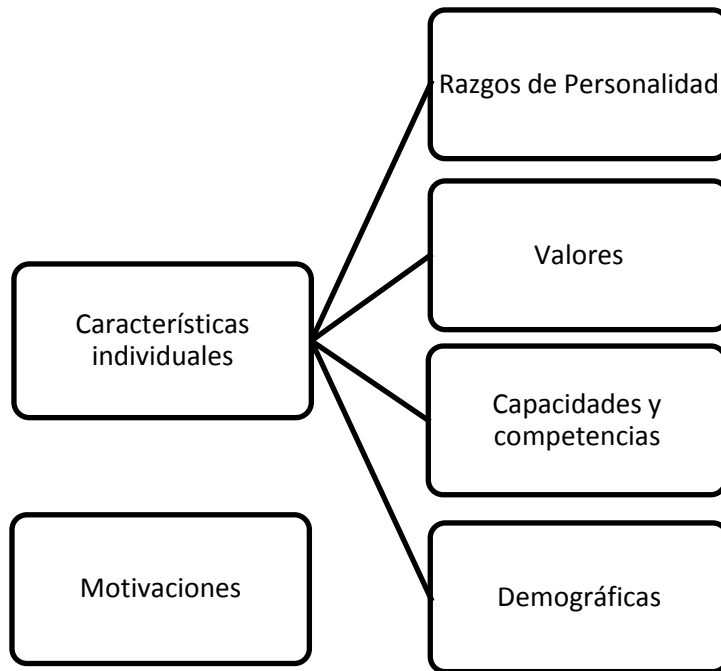 Razgos de Personalidad
Valores
Características
individuales
Capacidades y
competencias
Motivaciones
Demográficas